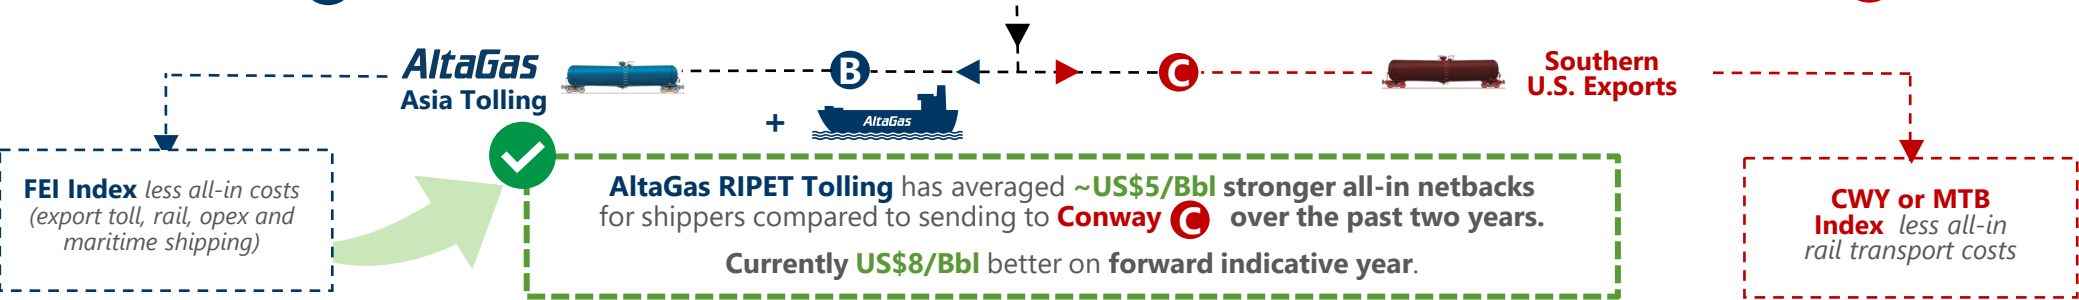 AltaGas
Asia Tolling
B
C
Southern
U.S. Exports
+
AltaGas
FEI Index less all-in costs
(export toll, rail, opex and
maritime shipping)
AltaGas RIPET Tolling has averaged ~US$5/Bbl stronger all-in netbacks
for shippers compared to sending to Conway C over the past two years.
Currently US$8/Bbl better on forward indicative year.
CWY or MTB
Index less all-in
rail transport costs